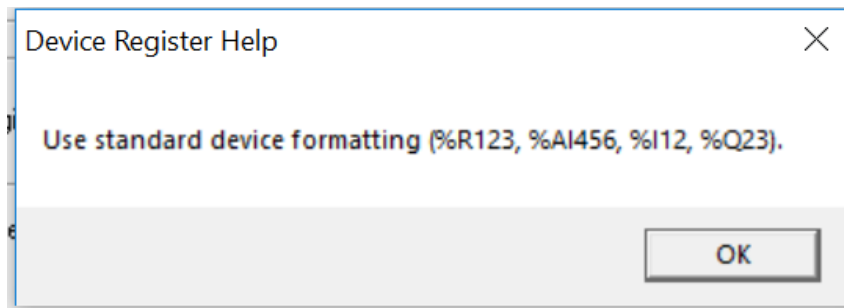 Device Register Help
Use standard device formatting (%R123, %AI456, %I12, %Q23).
OK